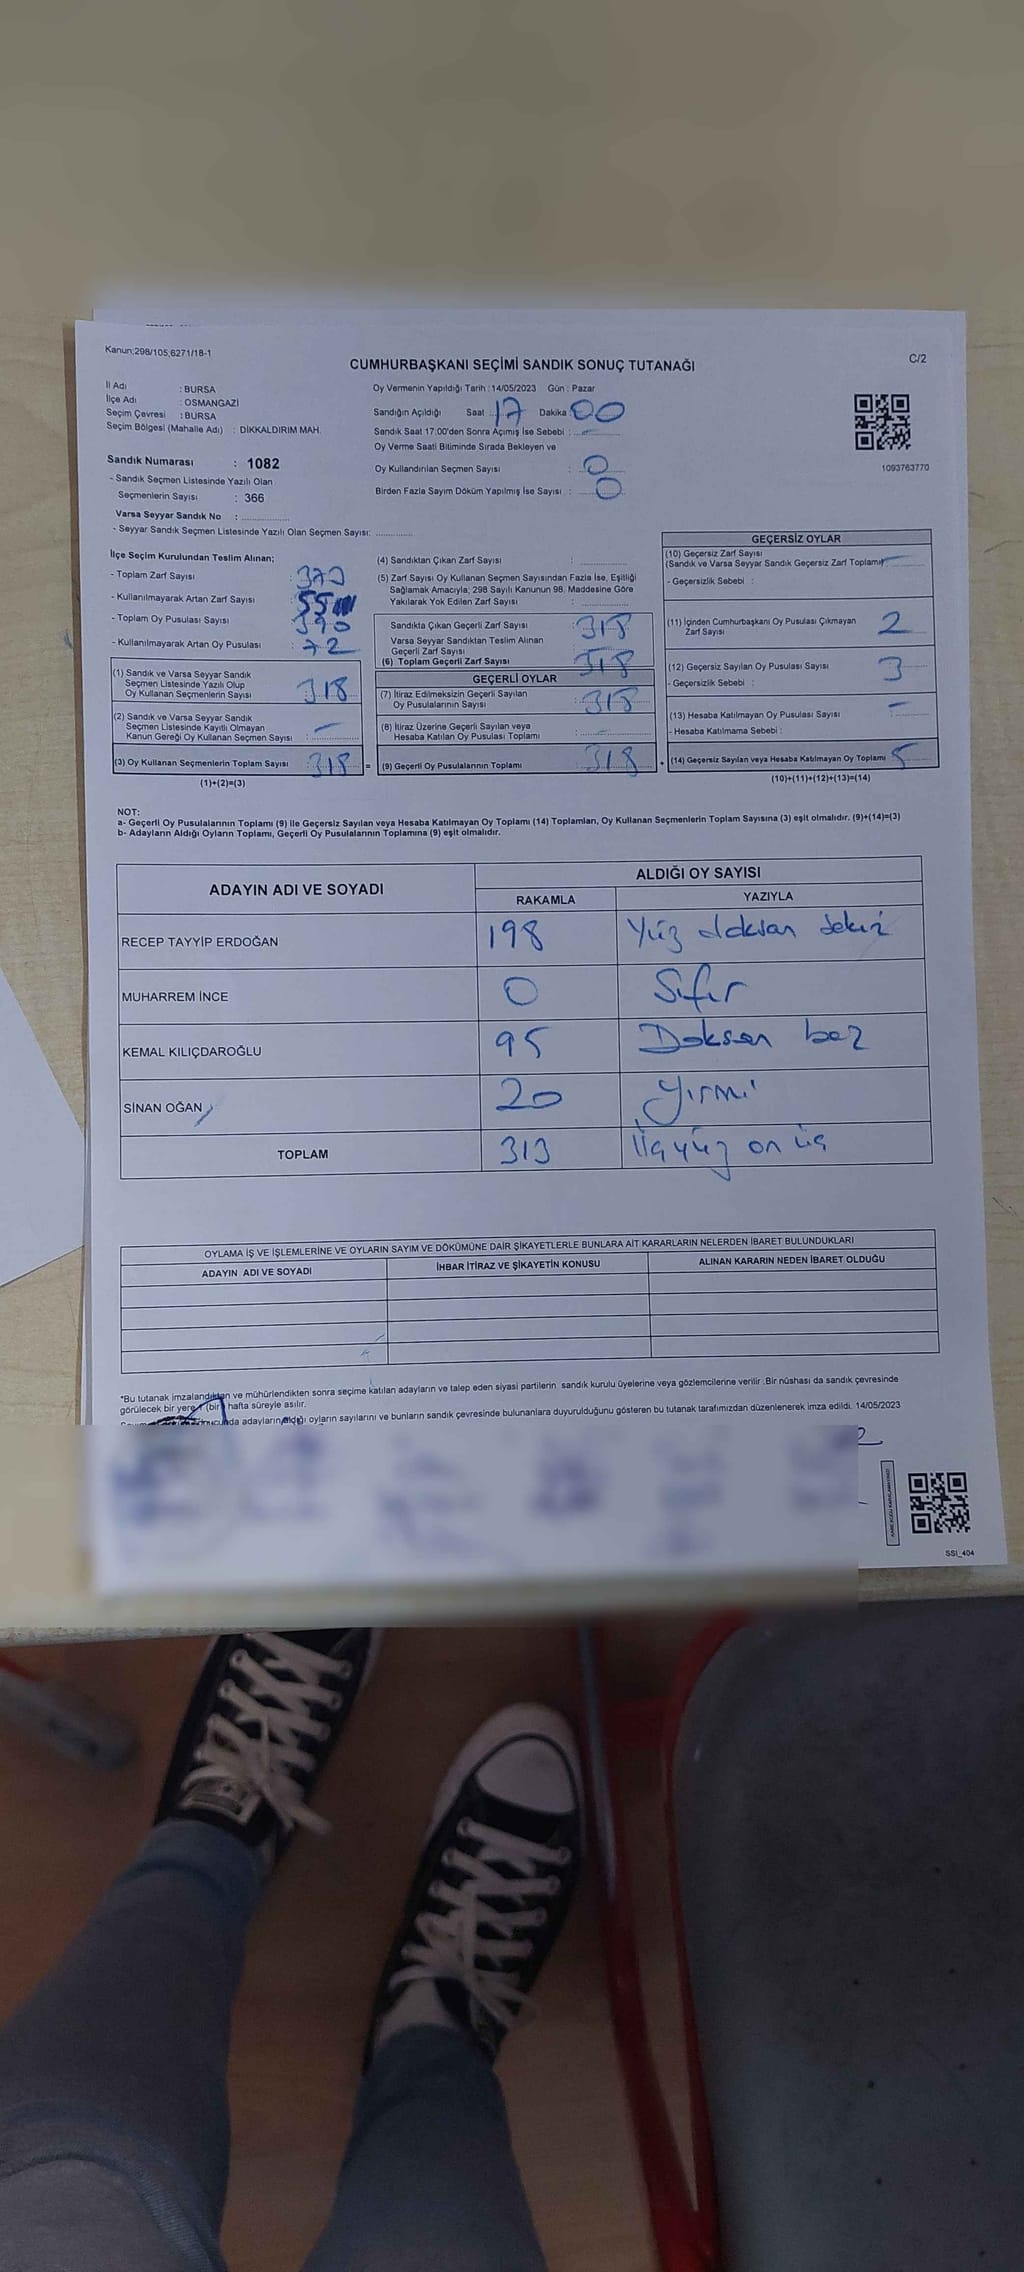 Kanun;298/105,6271/18-1
C/2
CUMHURBAŞKANI SEÇİMİ SANDIK SONUÇ TUTANAĞI
İl Adı : BURSA
İlçe Adı : OSMANGAZİ
Seçim Çevresi : BURSA
Seçim Bölgesi (Mahalle Adı) : DİKKALDIRIM MAH.
Oy Vermenin Yapıldığı Tarih : 14/05/2023 Gün : Pazar
Sandığın Açıldığı Saat : 17 Dakika : 00
Sandık Saat 17:00'den Sonra Açımış İse Sebebi :
Oy Verme Saati Bitiminde Sırada Bekleyen ve
Oy Kullandırılan Seçmen Sayısı : 0
Birden Fazla Sayım Döküm Yapılmış İse Sayısı : 0
1093763770
Sandık Numarası : 1082
- Sandık Seçmen Listesinde Yazılı Olan
Seçmenlerin Sayısı : 366
Varsa Seyyar Sandık No :
- Seyyar Sandık Seçmen Listesinde Yazılı Olan Seçmen Sayısı:
İlçe Seçim Kurulundan Teslim Alınan;
- Toplam Zarf Sayısı :
- Kullanılmayarak Artan Zarf Sayısı : 55
- Toplam Oy Pusulası Sayısı : 390
- Kullanılmayarak Artan Oy Pusulası : 72
(1) Sandık ve Varsa Seyyar Sandık
Seçmen Listesinde Yazılı Olup
Oy Kullanan Seçmenlerin Sayısı : 318
(2) Sandık ve Varsa Seyyar Sandık
Seçmen Listesinde Kayıtlı Olmayan
Kanun Gereği Oy Kullanan Seçmen Sayısı : -
(3) Oy Kullanan Seçmenlerin Toplam Sayısı : 318
(1)+(2)=(3)
(4) Sandıktan Çıkan Zarf Sayısı :
(5) Zarf Sayısı Oy Kullanan Seçmen Sayısından Fazla İse, Eşitliği
Sağlamak Amacıyla; 298 Sayılı Kanunun 98. Maddesine Göre
Yakılarak Yok Edilen Zarf Sayısı :
Sandıkta Çıkan Geçerli Zarf Sayısı : 318
Varsa Seyyar Sandıktan Teslim Alınan
Geçerli Zarf Sayısı
(6) Toplam Geçerli Zarf Sayısı 318
GEÇERLİ OYLAR
(7) İtiraz Edilmeksizin Geçerli Sayılan
Oy Pusulalarının Sayısı : 318
(8) İtiraz Üzerine Geçerli Sayılan veya
Hesaba Katılan Oy Pusulası Toplamı :
= (9) Geçerli Oy Pusulalarının Toplamı : 318
GEÇERSİZ OYLAR
(10) Geçersiz Zarf Sayısı
(Sandık ve Varsa Seyyar Sandık Geçersiz Zarf Toplamı)
- Geçersizlik Sebebi :
(11) İçinden Cumhurbaşkanı Oy Pusulası Çıkmayan
Zarf Sayısı 2
(12) Geçersiz Sayılan Oy Pusulası Sayısı : 3
- Geçersizlik Sebebi :
(13) Hesaba Katılmayan Oy Pusulası Sayısı : -
- Hesaba Katılmama Sebebi :
+ (14) Geçersiz Sayılan veya Hesaba Katılmayan Oy Toplamı 5
(10)+(11)+(12)+(13)=(14)
NOT:
a- Geçerli Oy Pusulalarının Toplamı (9) ile Geçersiz Sayılan veya Hesaba Katılmayan Oy Toplamı (14) Toplamları, Oy Kullanan Seçmenlerin Toplam Sayısına (3) eşit olmalıdır. (9)+(14)=(3)
b- Adayların Aldığı Oyların Toplamı, Geçerli Oy Pusulalarının Toplamına (9) eşit olmalıdır.
ADAYIN ADI VE SOYADI
ALDIĞI OY SAYISI
RAKAMLA YAZIYLA
RECEP TAYYİP ERDOĞAN 198 Yüz doksan sekiz
MUHARREM İNCE 0 Sıfır
KEMAL KILIÇDAROĞLU 95 Doksan beş
SİNAN OĞAN 20 Yirmi
TOPLAM 313 Üçyüz on üç
OYLAMA İŞ VE İŞLEMLERİNE VE OYLARIN SAYIM VE DÖKÜMÜNE DAİR ŞİKAYETLERLE BUNLARA AİT KARARLARIN NELERDEN İBARET BULUNDUKLARI
ADAYIN ADI VE SOYADI İHBAR İTİRAZ VE ŞİKAYETİN KONUSU ALINAN KARARIN NEDEN İBARET OLDUĞU
*Bu tutanak imzalandıktan ve mühürlendikten sonra seçime katılan adayların ve talep eden siyasi partilerin sandık kurulu üyelerine veya gözlemcilerine verilir .Bir nüshası da sandık çevresinde
görülecek bir yere 1 (bir) hafta süreyle asılır.
adayların aldığı oyların sayılarını ve bunların sandık çevresinde bulunanlara duyurulduğunu gösteren bu tutanak tarafımızdan düzenlenerek imza edildi. 14/05/2023
SSI_404